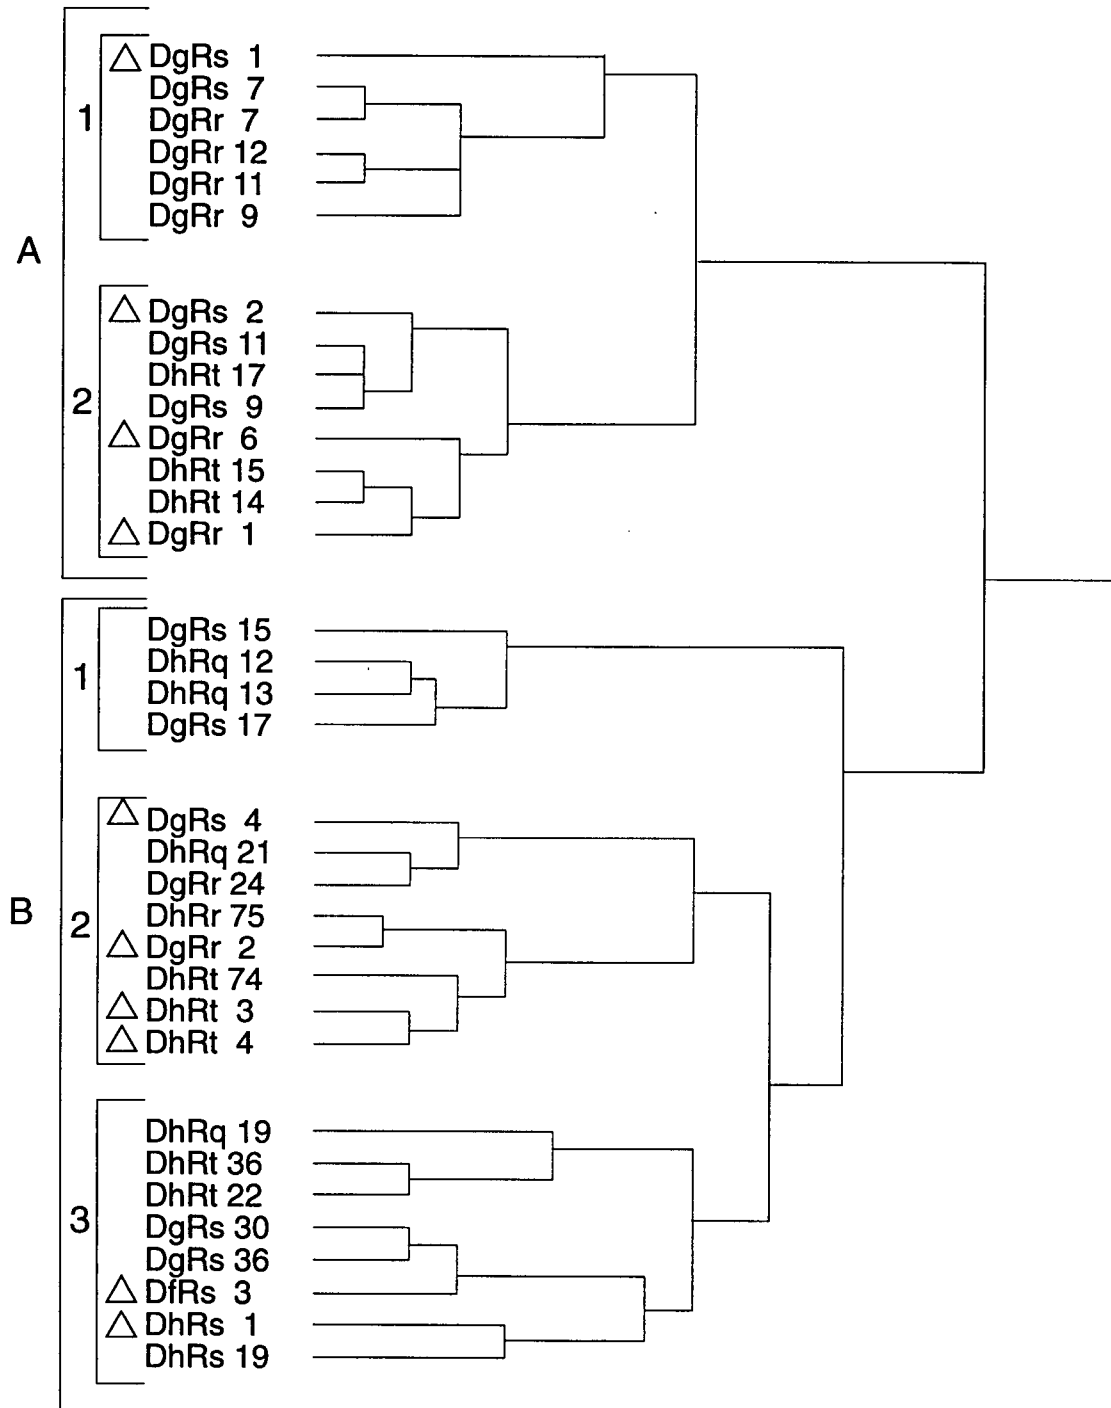 DgRs 1
DgRs 7
1
DgRr 7
DgRr 12
DgRr 11
DgRr 9
A
DgRs 2
DgRs 11
DhRt 17
2
DgRs 9
DgRr 6
DhRt 15
DhRt 14
DgRr 1
DgRs 15
DhRq 12
1
DhRq 13
DgRs 17
DgRs 4
DhRq 21
DgRr 24
B
DhRr 75
2
DgRr 2
DhRt 74
DhRt 3
DhRt 4
DhRq 19
DhRt 36
DhRt 22
3
DgRs 30
DgRs 36
DfRs 3
DhRs 1
DhRs 19